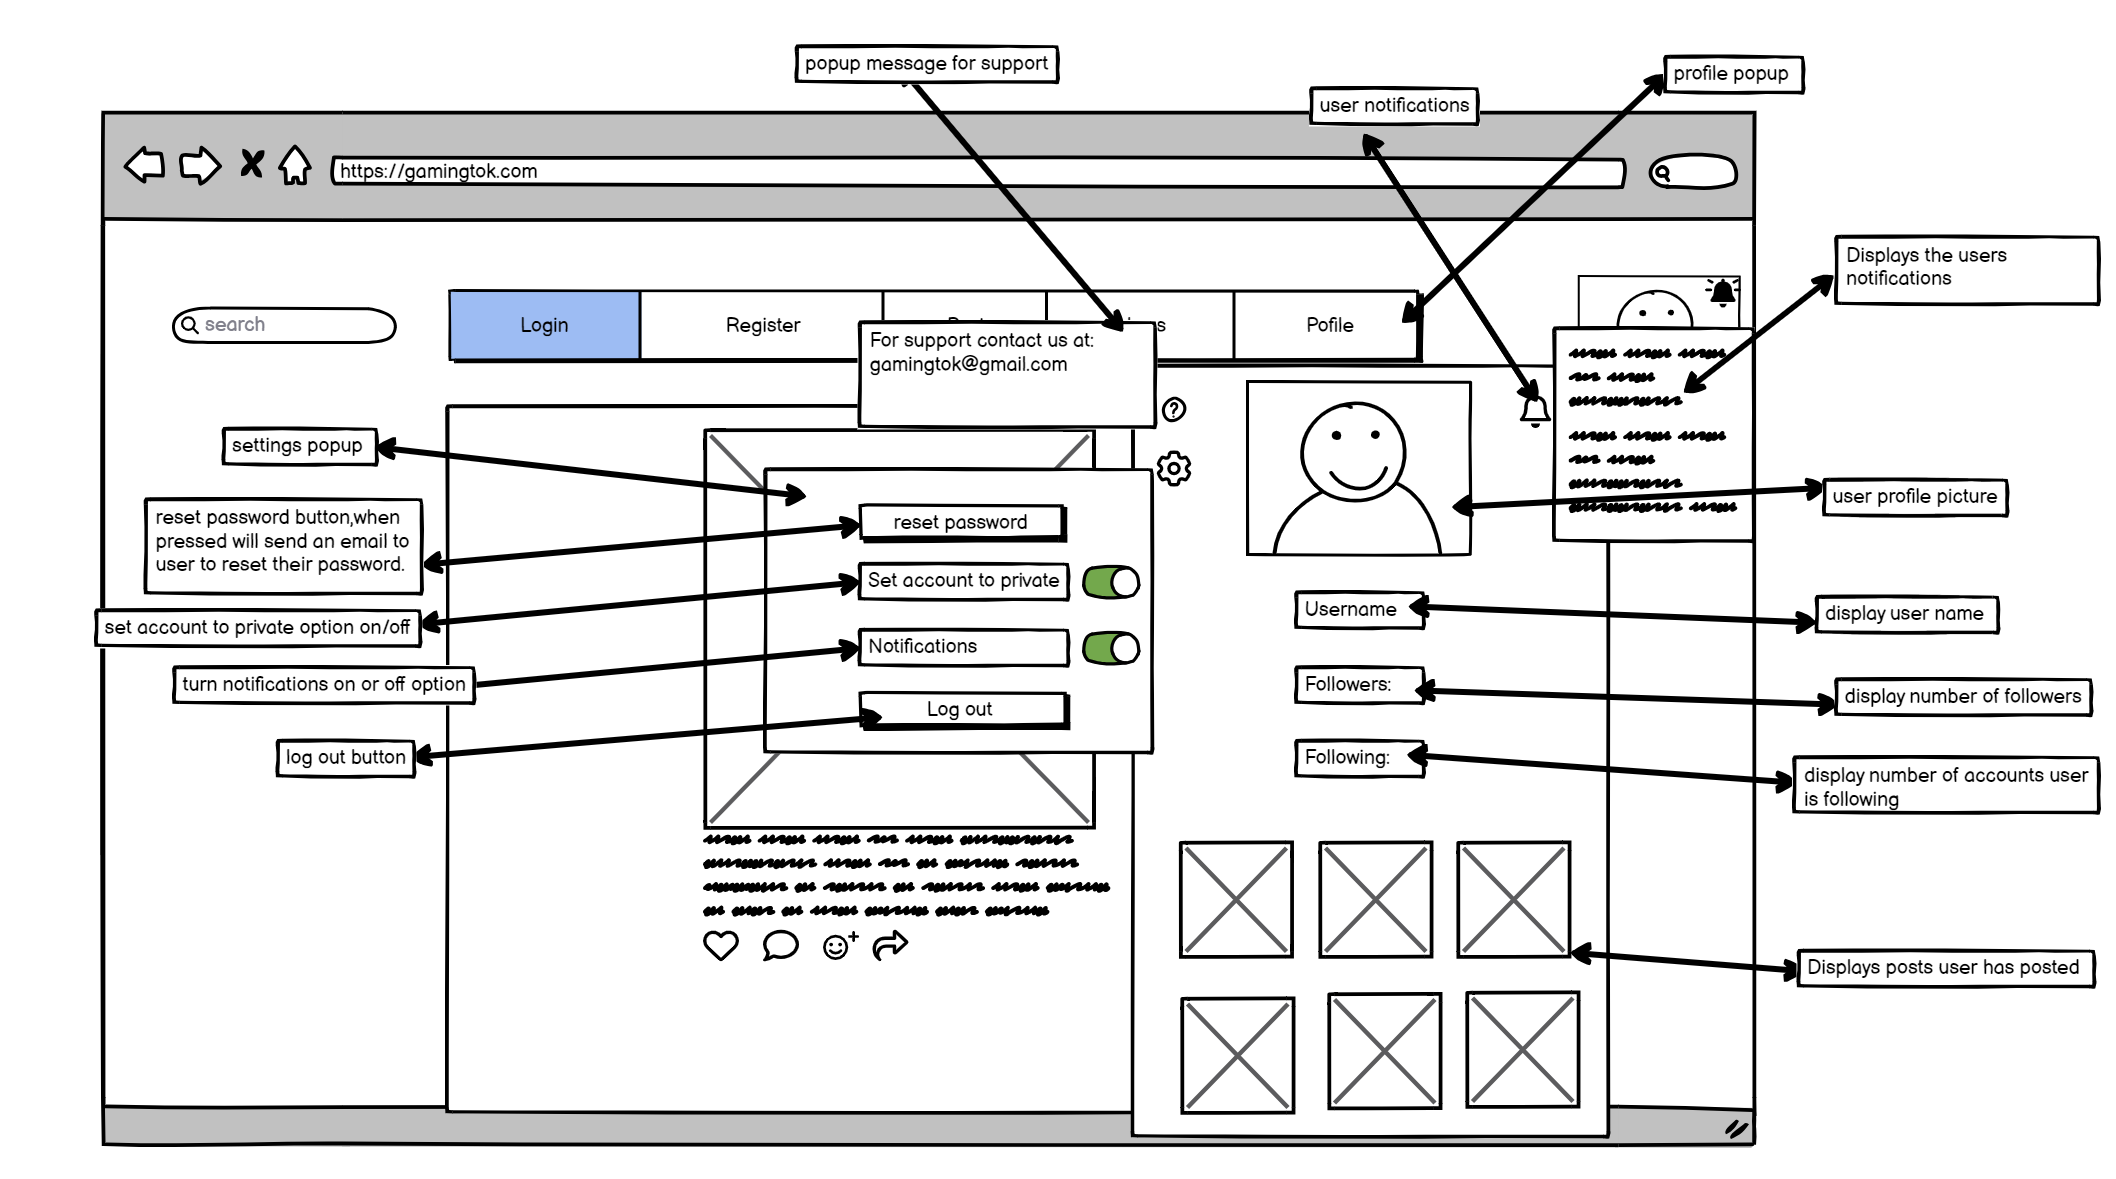 popup message for support
profile popup
user notifications
https://gamingtok.com
Displays the users
notifications
search
Login
Register
Pofile
For support contact us at:
gamingtok@gmail.com
settings popup
reset password button,when
pressed will send an email to
user to reset their password.
reset password
user profile picture
Set account to private
set account to private option on/off
Username
display user name
Notifications
turn notifications on or off option
Followers:
display number of followers
Log out
log out button
Following:
display number of accounts user
is following
Displays posts user has posted